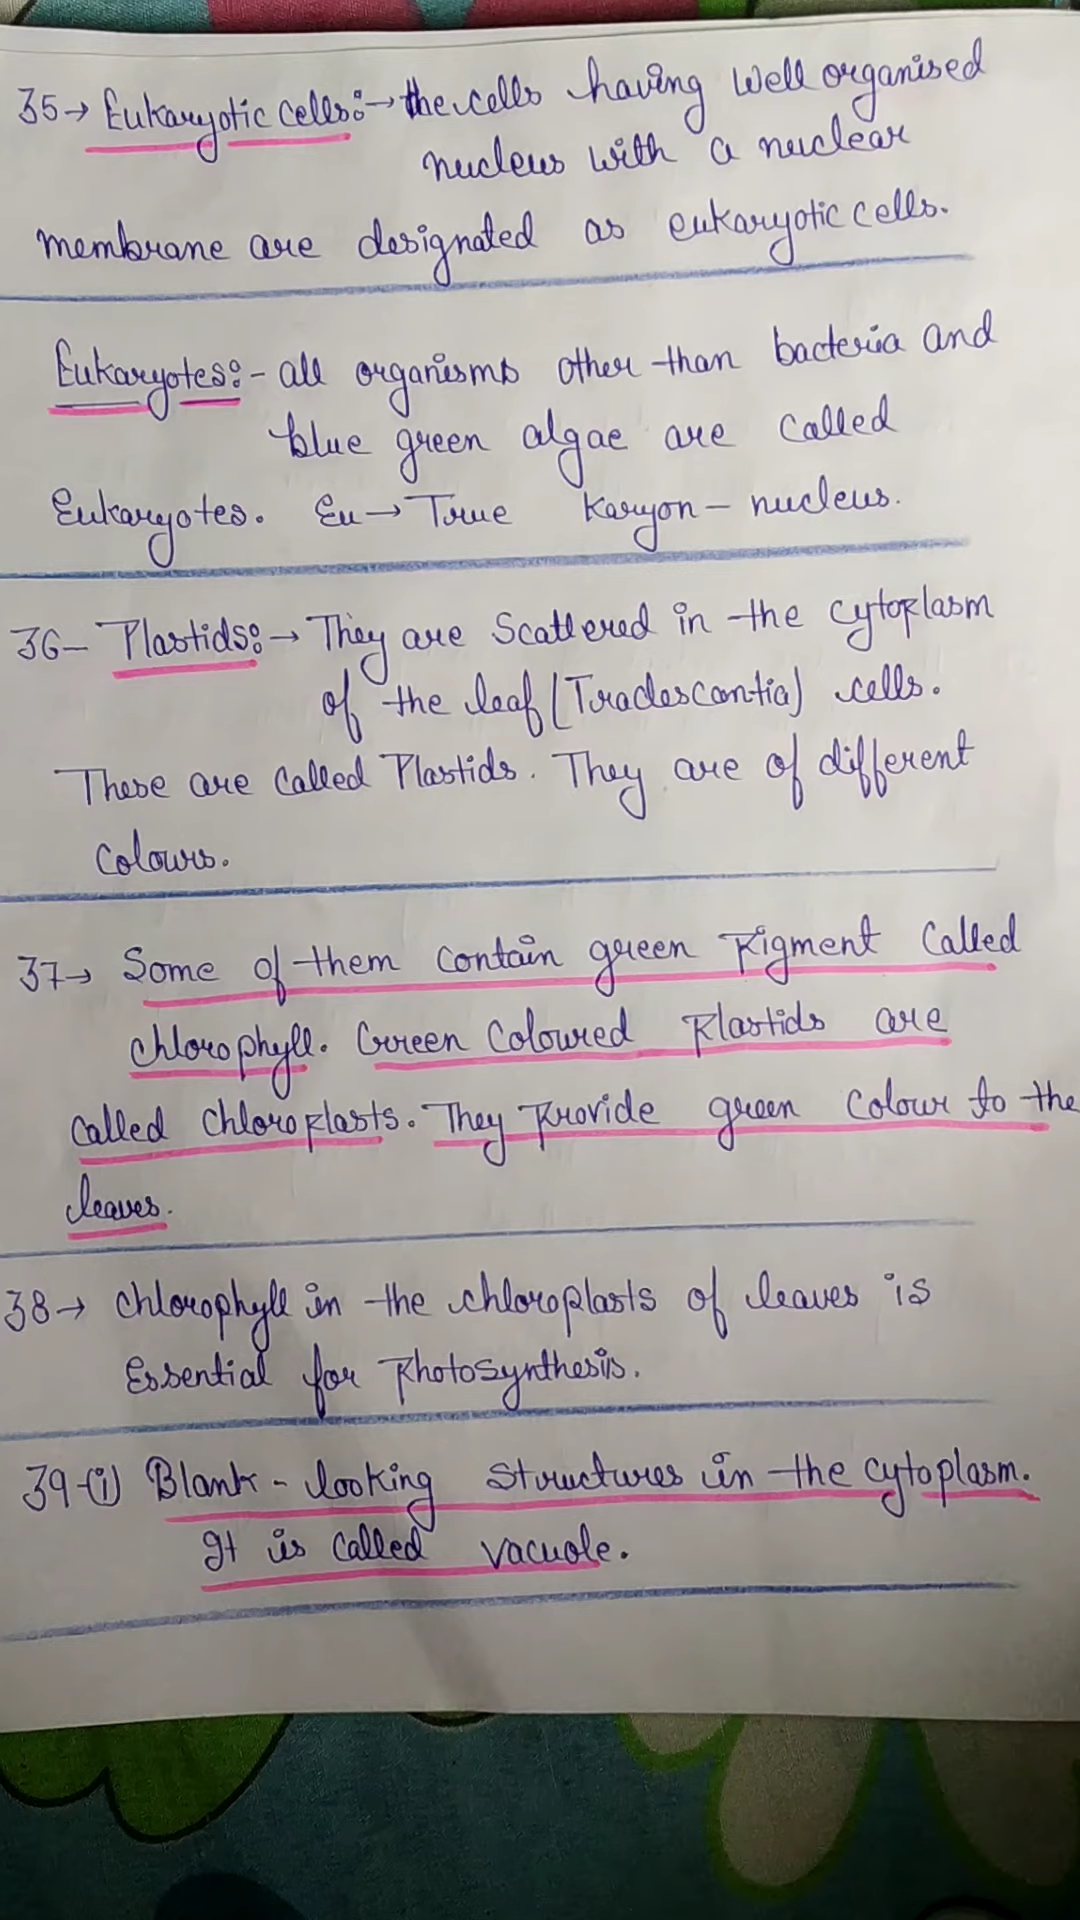 35→ Eukaryotic cells:→ the cells having well organised
nucleus with a nuclear
membrane are designated as eukaryotic cells.
Eukaryotes:- all organisms other than bacteria and
blue green algae are called
Eukaryotes. Eu→ True Karyon - nucleus.
36- Plastids:→ They are Scattered in the cytoplasm
of the leaf (Tradescantia) cells.
These are called Plastids. They are of different
Colours.
37→ Some of them contain green Pigment Called
chlorophyll. Green Coloured Plastids are
called Chloroplasts. They Provide green Colour to the
leaves.
38→ Chlorophyll in the chloroplasts of leaves is
Essential for Photosynthesis.
39-(i) Blank-looking Structures in the cytoplasm.
It is called vacuole.